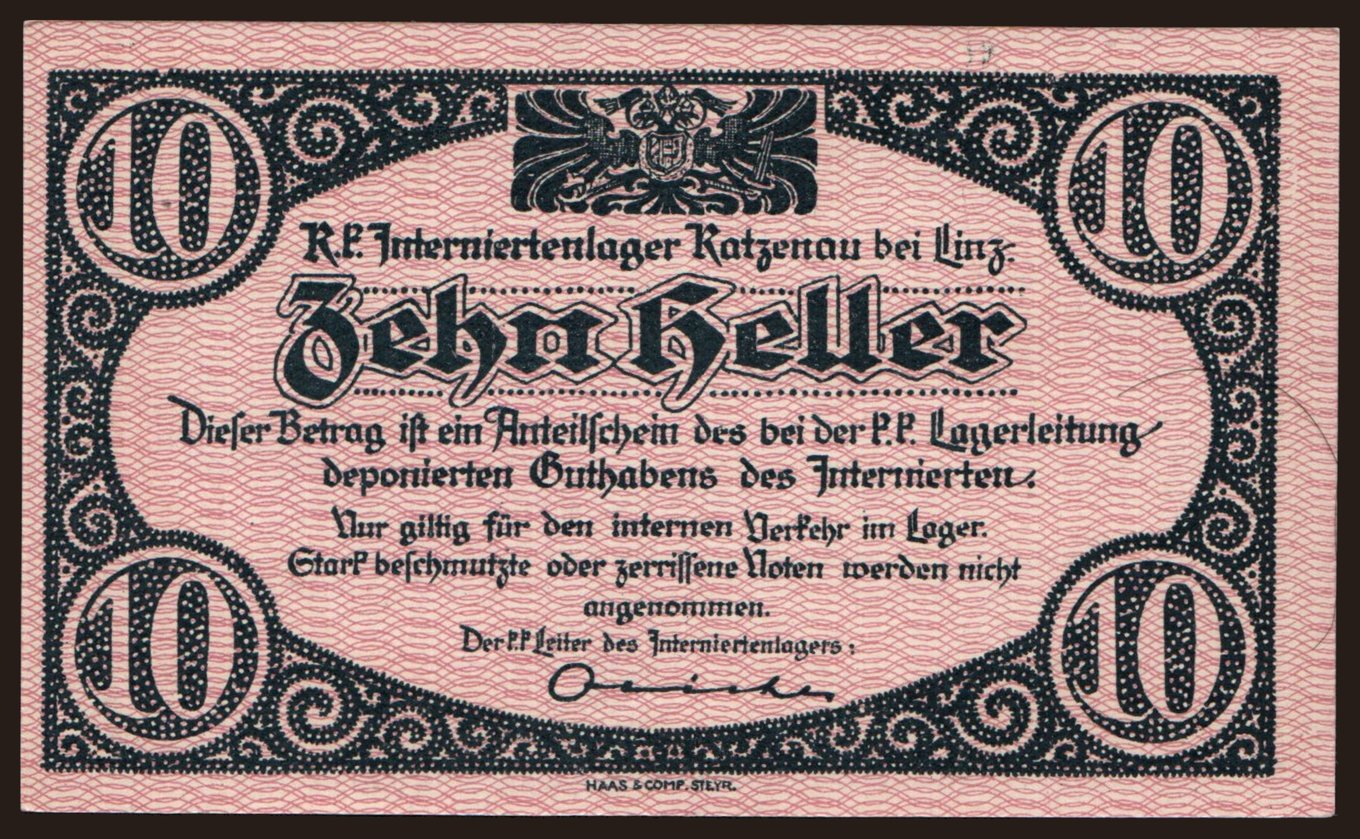 10 10
K.k. Interniertenlager Katzenau bei Linz.
Zehn Heller
Dieser Betrag ist ein Anteilschein des bei der k.k. Lagerleitung
deponierten Guthabens des Internierten.
Nur giltig für den internen Verkehr im Lager.
Stark beschmutzte oder zerrissene Noten werden nicht
angenommen.
Der k.k Leiter des Interniertenlagers:
10 10
HAAS & COMP. STEYR.